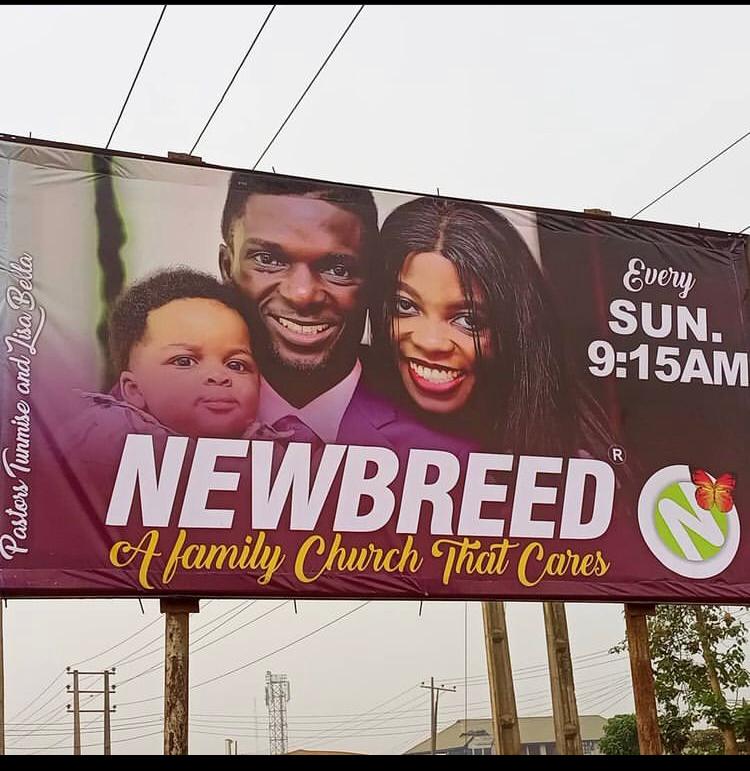 Pastors Tunmise and Lisa Bella
Every
SUN.
9:15AM
NEWBREED®
A family Church That Cares
N